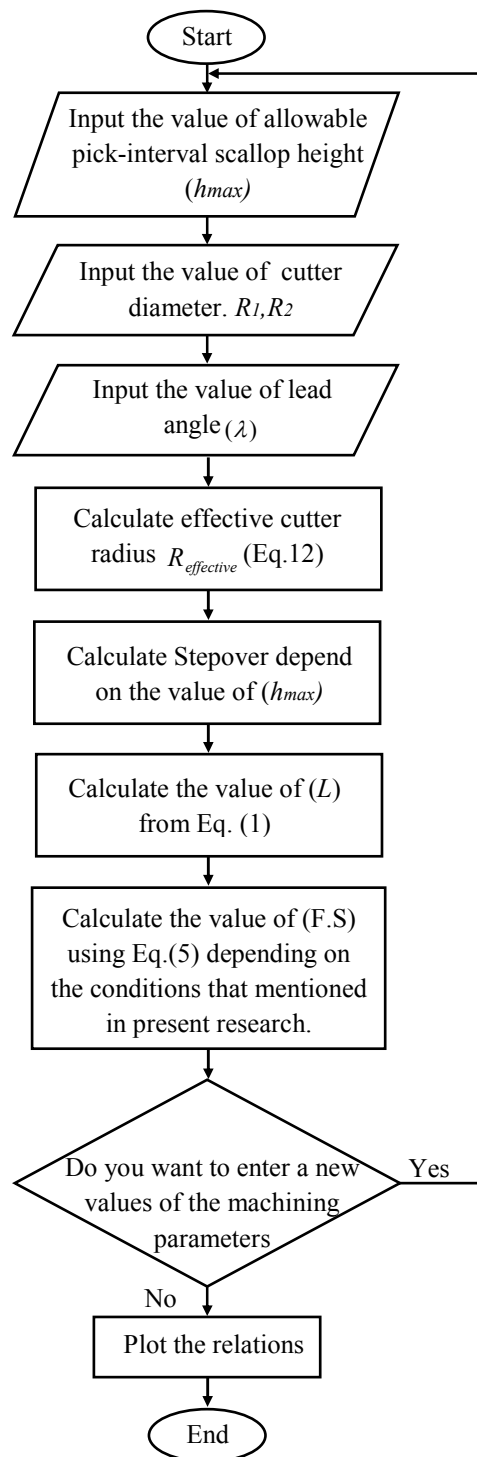 Start
Input the value of allowable
pick-interval scallop height
(hmax)
Input the value of cutter
diameter. R1,R2
Input the value of lead
angle (λ)
Calculate effective cutter
radius R effective (Eq.12)
Calculate Stepover depend
on the value of (hmax)
Calculate the value of (L)
from Eq. (1)
Calculate the value of (F.S)
using Eq.(5) depending on
the conditions that mentioned
in present research.
Do you want to enter a new
values of the machining
parameters
Yes
No
Plot the relations
End